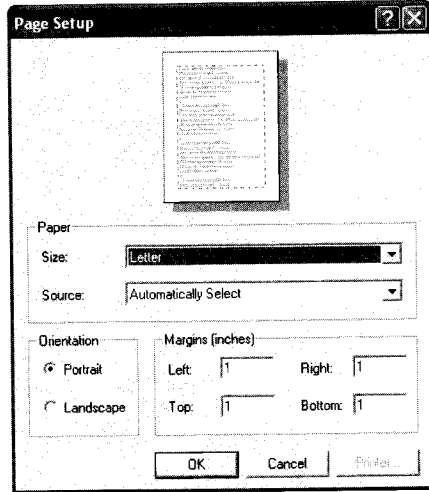 Page Setup
Paper
Size: Letter
Source: Automatically Select
Orientation
Portrait
Landscape
Margins (inches)
Left: 1 Right: 1
Top: 1 Bottom: 1
OK Cancel Printer...